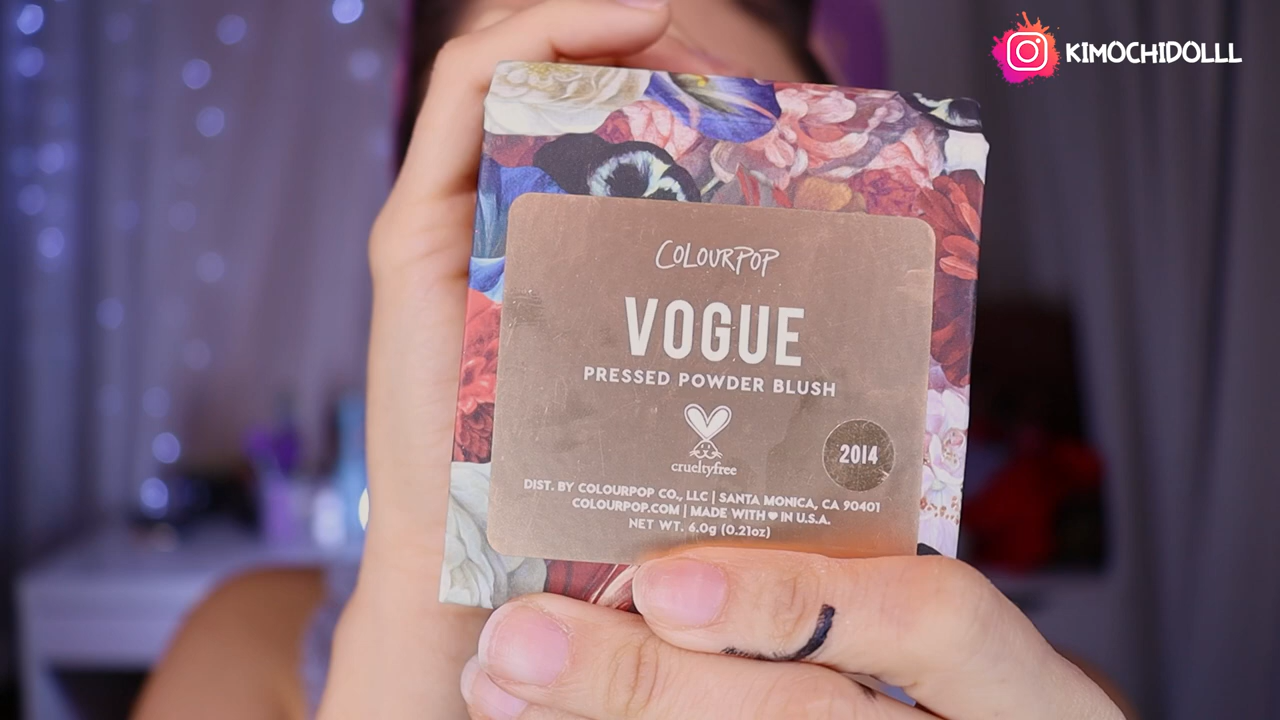 KIMOCHIDOLLL
COLOURPOP
VOGUE
PRESSED POWDER BLUSH
crueltyfree
2014
DIST. BY COLOURPOP CO., LLC | SANTA MONICA, CA 90401
COLOURPOP.COM | MADE WITH ♥ IN U.S.A.
NET WT. 6.0g (0.21oz)